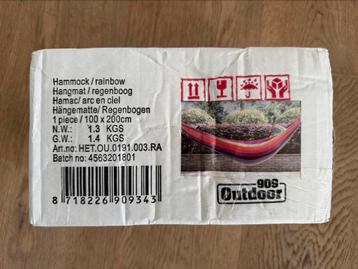 Hammock / rainbow
Hangmat / regenboog
Hamac/ arc en ciel
Hängematte/ Regenbogen
1 piece / 100 x 200cm
N.W.: 1.3 KGS
G.W.: 1.4 KGS
Art.no: HET.OU.0191.003.RA
Batch no: 4563201801
8 718226 909343
909
Outdoor